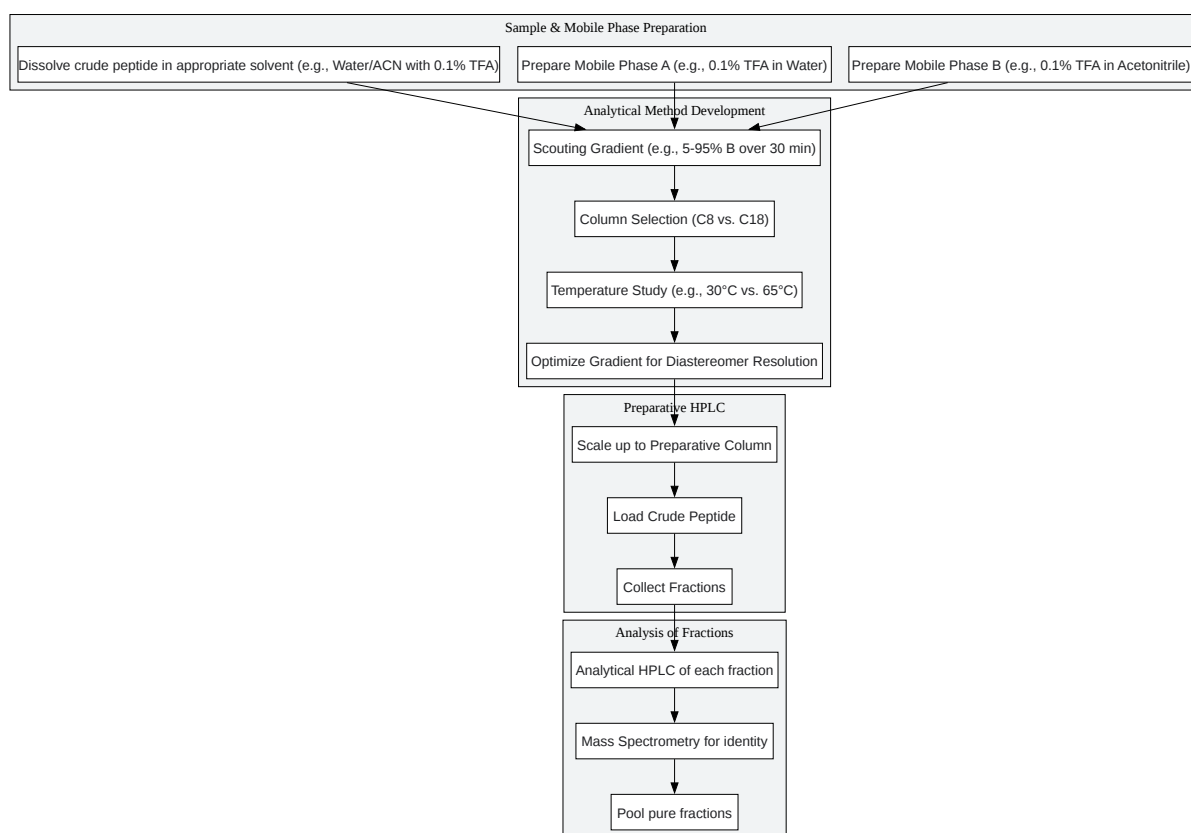 Sample & Mobile Phase Preparation
Dissolve crude peptide in appropriate solvent (e.g., Water/ACN with 0.1% TFA)
Prepare Mobile Phase A (e.g., 0.1% TFA in Water)
Prepare Mobile Phase B (e.g., 0.1% TFA in Acetonitrile)
Analytical Method Development
Scouting Gradient (e.g., 5-95% B over 30 min)
Column Selection (C8 vs. C18)
Temperature Study (e.g., 30°C vs. 65°C)
Optimize Gradient for Diastereomer Resolution
Preparative HPLC
Scale up to Preparative Column
Load Crude Peptide
Collect Fractions
Analysis of Fractions
Analytical HPLC of each fraction
Mass Spectrometry for identity
Pool pure fractions